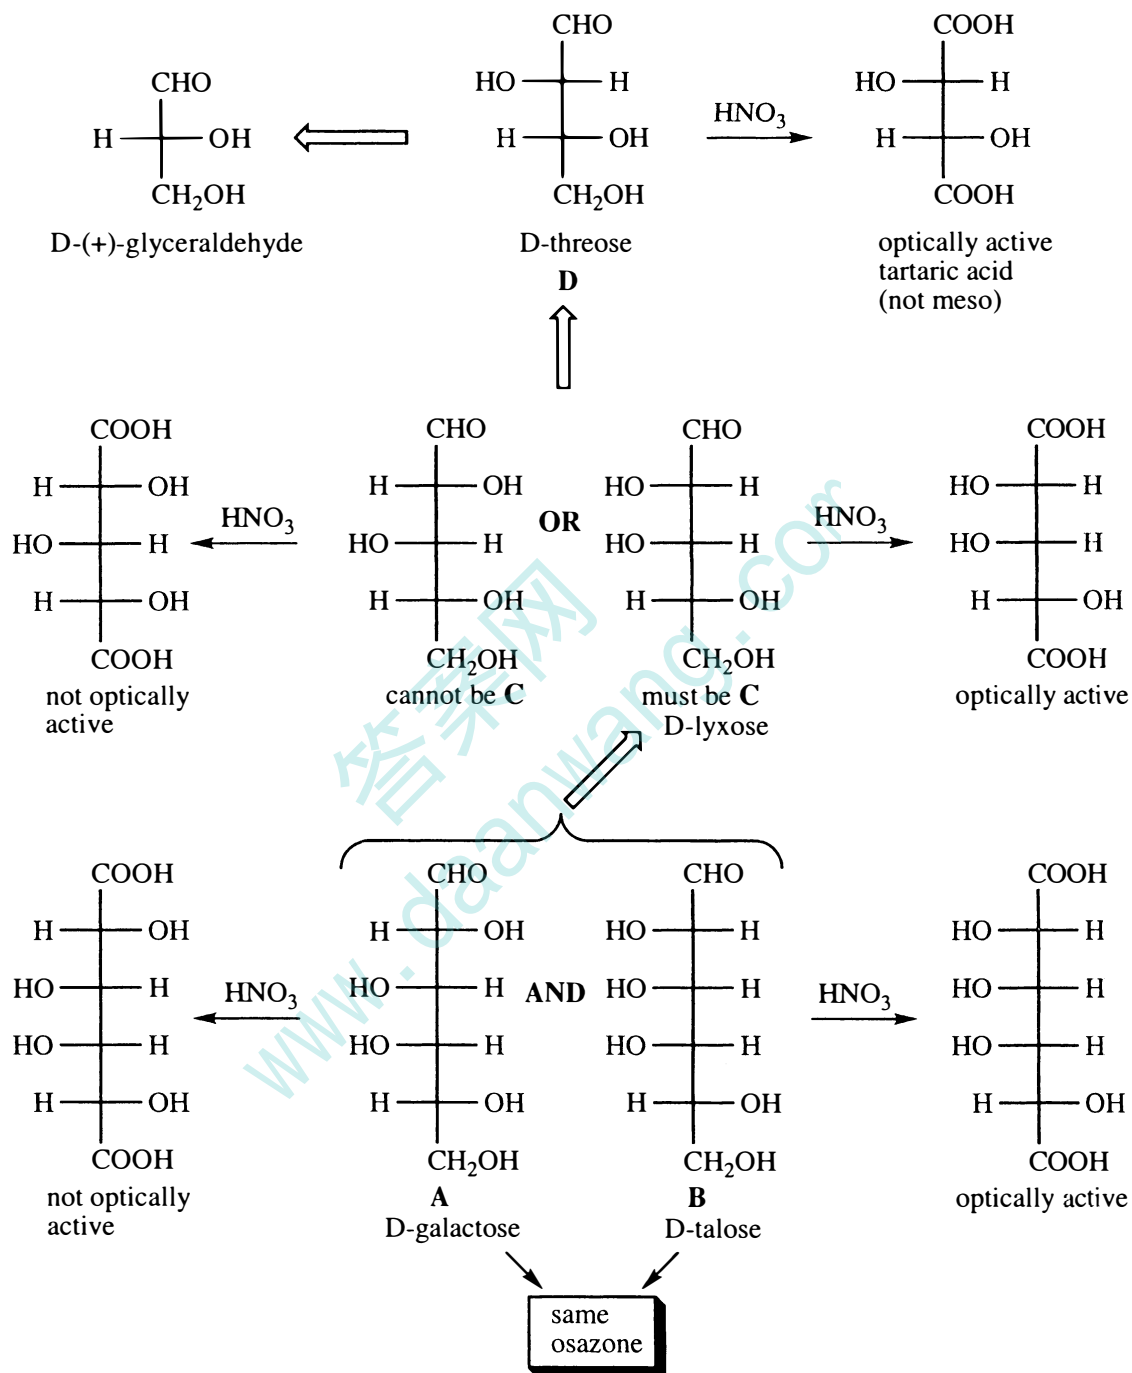 CHO
H OH
CH₂OH
D-(+)-glyceraldehyde
CHO
HO H
H OH
CH₂OH
D-threose
D
HNO₃
COOH
HO H
H OH
COOH
optically active
tartaric acid
(not meso)
COOH
H OH
HO H
H OH
COOH
not optically
active
HNO₃
CHO
H OH
HO H
H OH
CH₂OH
cannot be C
OR
CHO
HO H
HO H
H OH
CH₂OH
must be C
D-lyxose
HNO₃
COOH
HO H
HO H
H OH
COOH
optically active
COOH
H OH
HO H
HO H
H OH
COOH
not optically
active
HNO₃
CHO
H OH
HO H
HO H
H OH
CH₂OH
A
D-galactose
AND
CHO
HO H
HO H
HO H
H OH
CH₂OH
B
D-talose
HNO₃
COOH
HO H
HO H
HO H
H OH
COOH
optically active
same
osazone
答案网
www.daanwang.com